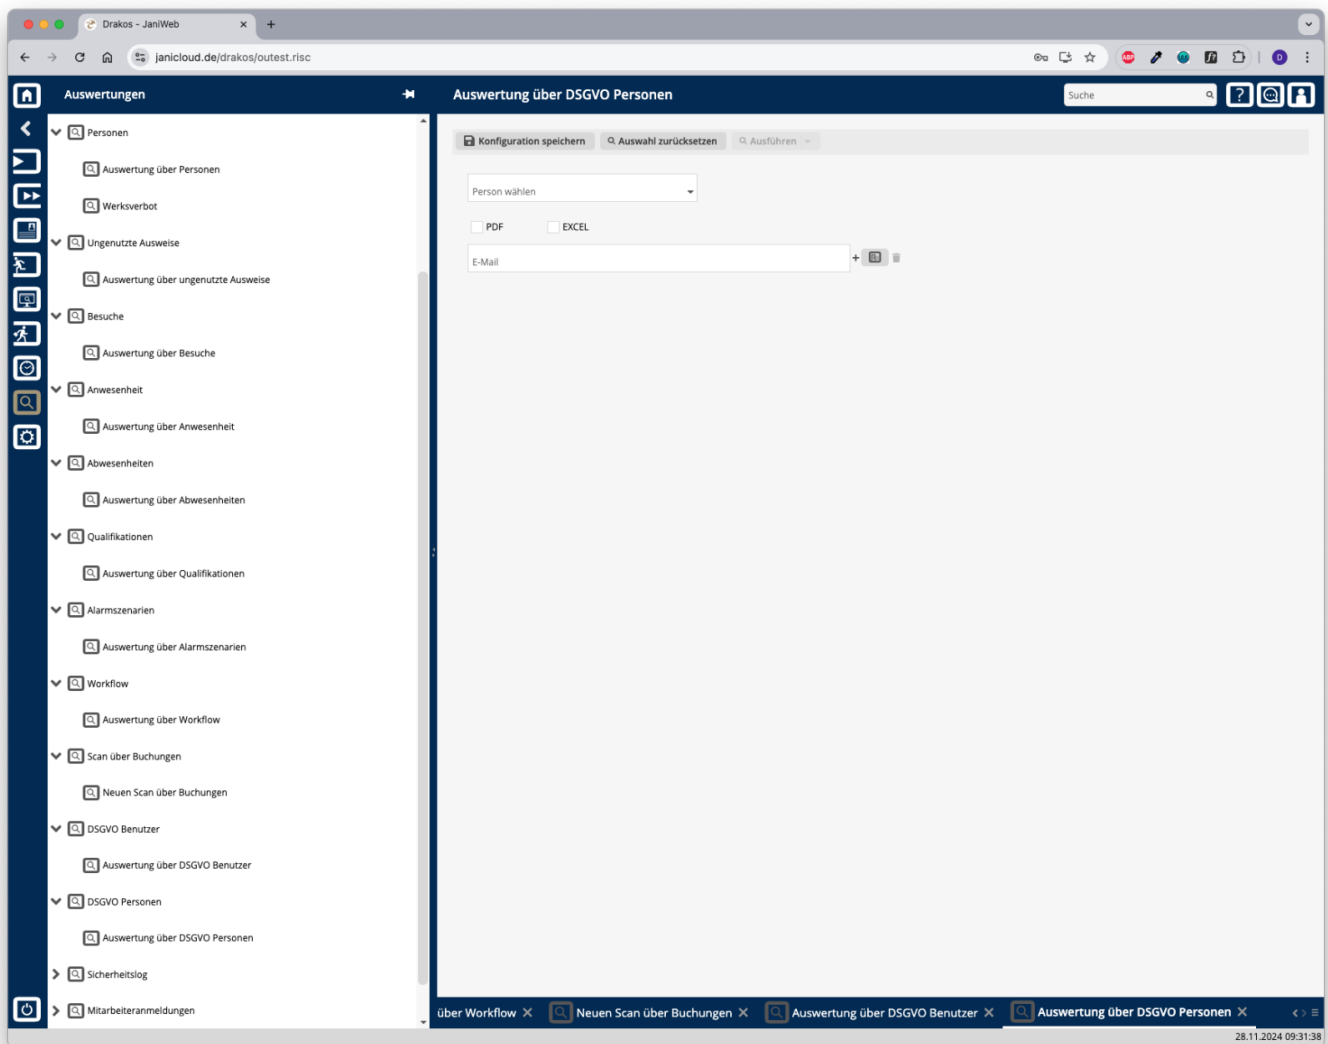 Drakos - JaniWeb
janicloud.de/drakos/outest.risc
ABP
D
Auswertungen
Personen
Auswertung über Personen
Werksverbot
Ungenutzte Ausweise
Auswertung über ungenutzte Ausweise
Besuche
Auswertung über Besuche
Anwesenheit
Auswertung über Anwesenheit
Abwesenheiten
Auswertung über Abwesenheiten
Qualifikationen
Auswertung über Qualifikationen
Alarmszenarien
Auswertung über Alarmszenarien
Workflow
Auswertung über Workflow
Scan über Buchungen
Neuen Scan über Buchungen
DSGVO Benutzer
Auswertung über DSGVO Benutzer
DSGVO Personen
Auswertung über DSGVO Personen
Sicherheitslog
Mitarbeiteranmeldungen
Auswertung über DSGVO Personen
Suche
?
Konfiguration speichern
Auswahl zurücksetzen
Ausführen
Person wählen
PDF EXCEL
E-Mail
über Workflow Neuen Scan über Buchungen Auswertung über DSGVO Benutzer Auswertung über DSGVO Personen
28.11.2024 09:31:38